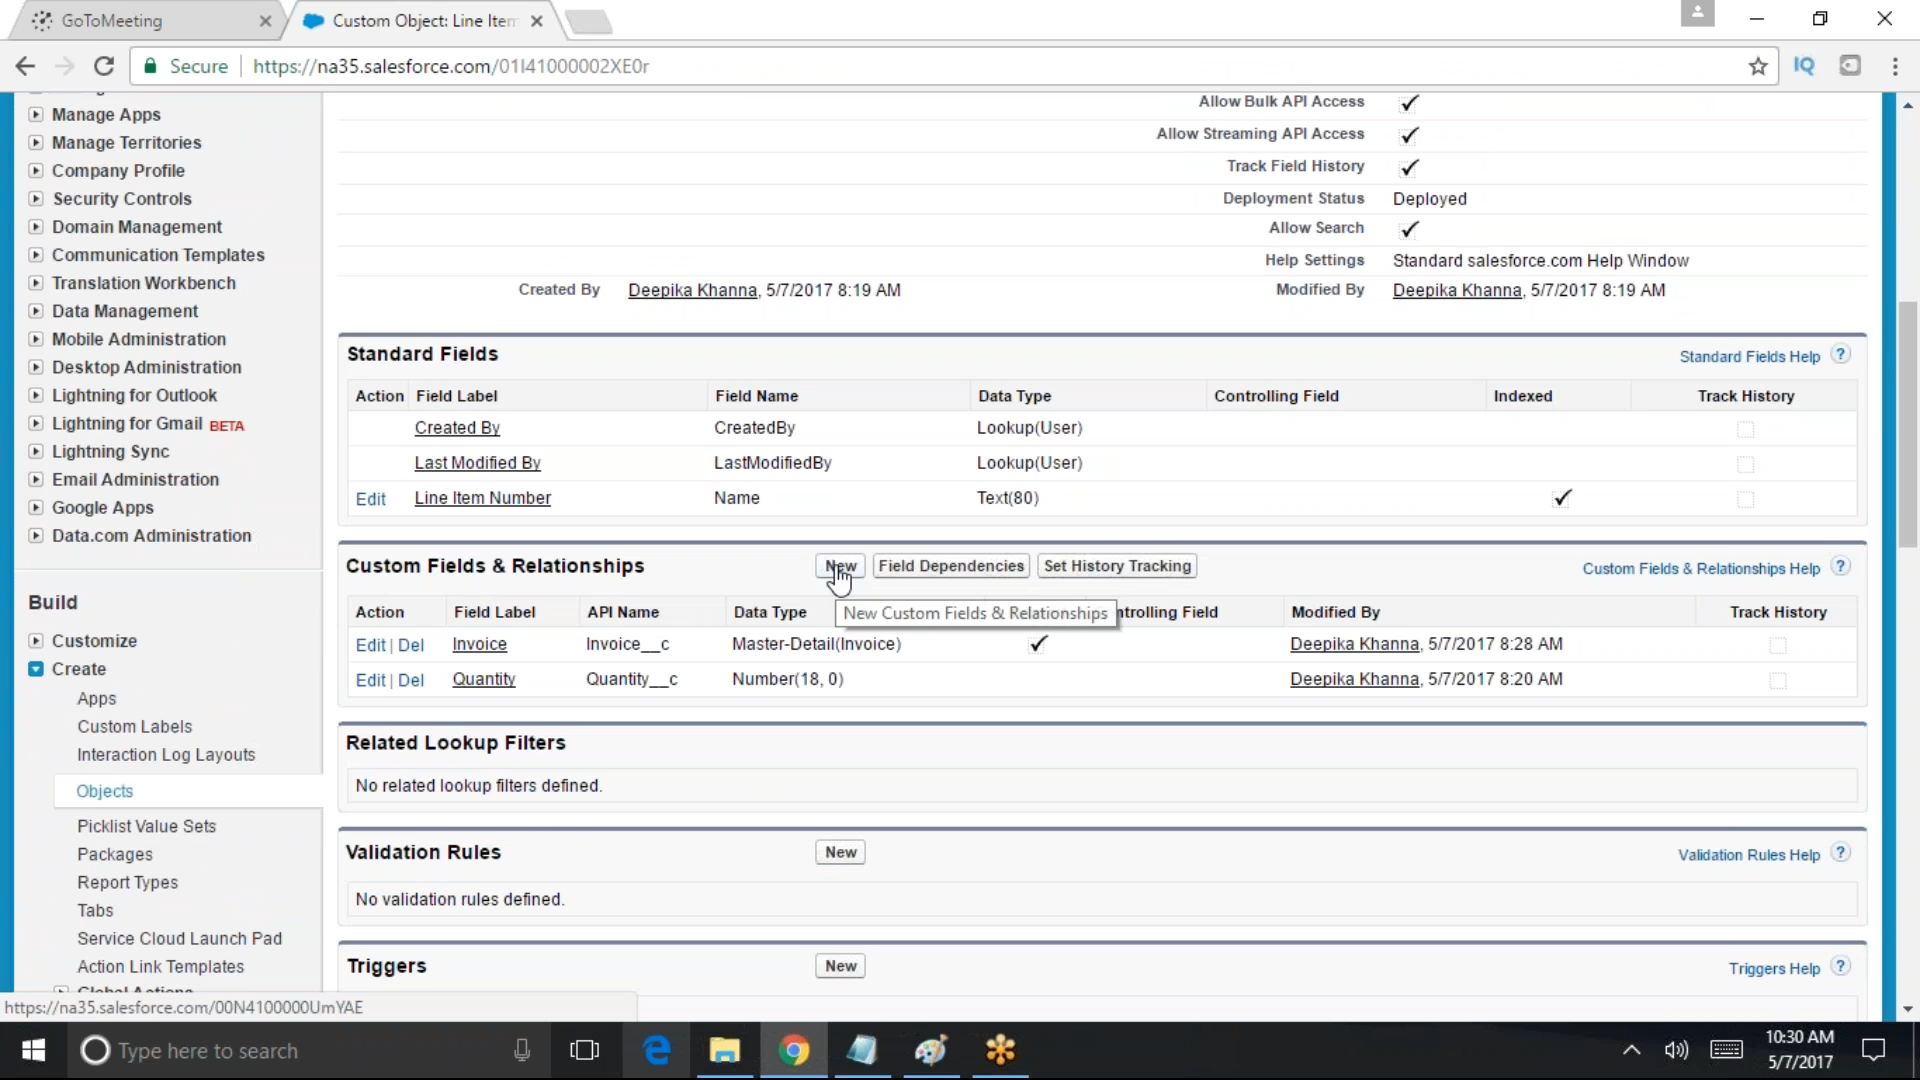 GoToMeeting
Custom Object: Line Item
Secure
https://na35.salesforce.com/01I41000002XE0r
IQ
Manage Apps
Manage Territories
Company Profile
Security Controls
Domain Management
Communication Templates
Translation Workbench
Data Management
Mobile Administration
Desktop Administration
Lightning for Outlook
Lightning for Gmail BETA
Lightning Sync
Email Administration
Google Apps
Data.com Administration
Build
Customize
Create
Apps
Custom Labels
Interaction Log Layouts
Objects
Picklist Value Sets
Packages
Report Types
Tabs
Service Cloud Launch Pad
Action Link Templates
Global Actions
Allow Bulk API Access
Allow Streaming API Access
Track Field History
Deployment Status Deployed
Allow Search
Help Settings Standard salesforce.com Help Window
Created By Deepika Khanna, 5/7/2017 8:19 AM Modified By Deepika Khanna, 5/7/2017 8:19 AM
Standard Fields Standard Fields Help ?
Action Field Label Field Name Data Type Controlling Field Indexed Track History
Created By CreatedBy Lookup(User)
Last Modified By LastModifiedBy Lookup(User)
Edit Line Item Number Name Text(80)
Custom Fields & Relationships New Field Dependencies Set History Tracking Custom Fields & Relationships Help ?
New Custom Fields & Relationships
Action Field Label API Name Data Type ntrolling Field Modified By Track History
Edit | Del Invoice Invoice__c Master-Detail(Invoice) Deepika Khanna, 5/7/2017 8:28 AM
Edit | Del Quantity Quantity__c Number(18, 0) Deepika Khanna, 5/7/2017 8:20 AM
Related Lookup Filters
No related lookup filters defined.
Validation Rules New Validation Rules Help ?
No validation rules defined.
Triggers New Triggers Help ?
https://na35.salesforce.com/00N4100000UmYAE
Type here to search
10:30 AM
5/7/2017